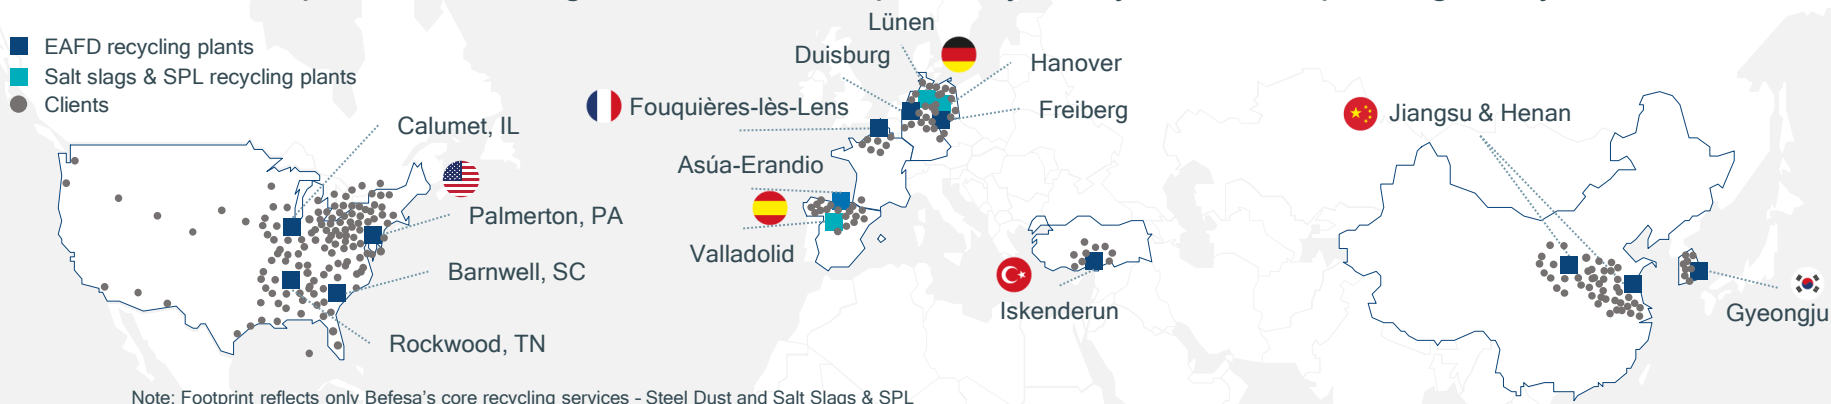 Lünen
EAFD recycling plants
Duisburg
Hanover
Salt slags & SPL recycling plants
Clients
Fouquières-lès-Lens
Freiberg
Jiangsu & Henan
Calumet, IL
Asúa-Erandio
Palmerton, PA
Valladolid
Barnwell, SC
Iskenderun
Gyeongju
Rockwood, TN
Note: Footprint reflects only Befesa's core recycling services - Steel Dust and Salt Slags & SPL